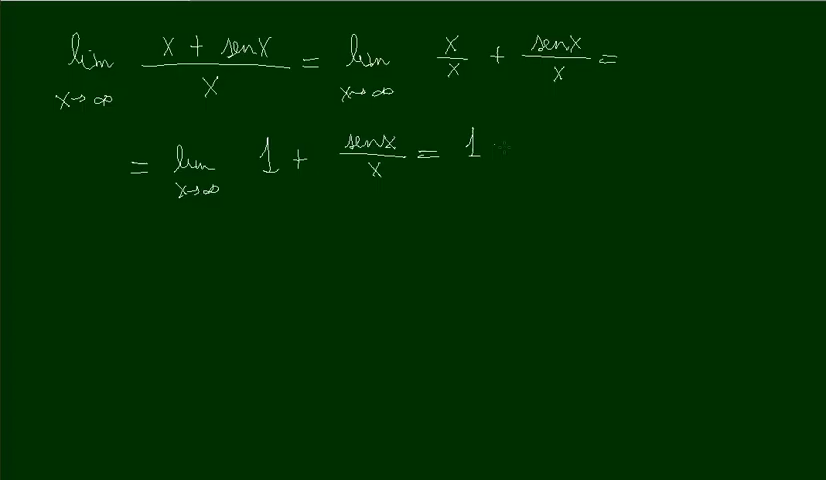 lim x→∞ (x + senx)/x = lim x→∞ x/x + senx/x =
= lim x→∞ 1 + senx/x = 1